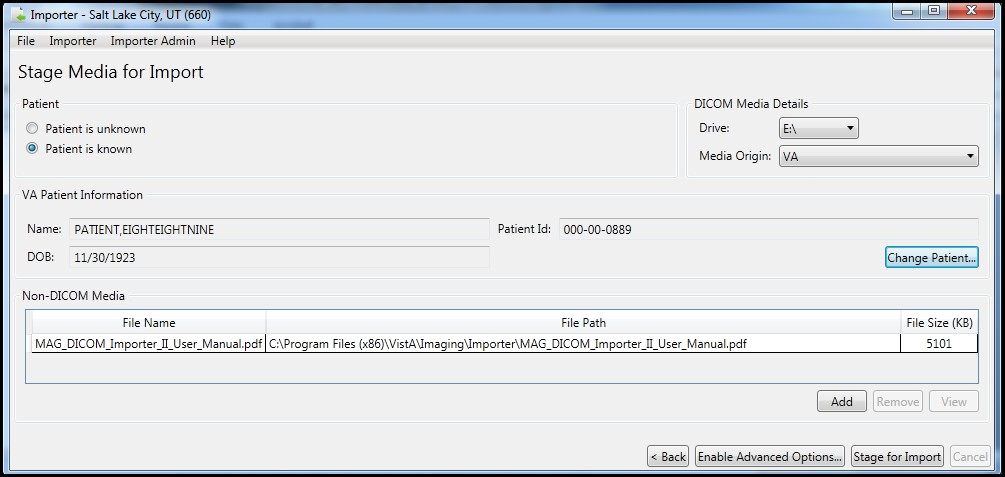 Importer - Salt Lake City, UT (660)
File Importer Importer Admin Help
Stage Media for Import
Patient
Patient is unknown
Patient is known
DICOM Media Details
Drive: E:\
Media Origin: VA
VA Patient Information
Name: PATIENT,EIGHTEIGHTNINE Patient Id: 000-00-0889
DOB: 11/30/1923 Change Patient...
Non-DICOM Media
File Name File Path File Size (KB)
MAG_DICOM_Importer_II_User_Manual.pdf C:\Program Files (x86)\VistA\Imaging\Importer\MAG_DICOM_Importer_II_User_Manual.pdf 5101
Add Remove View
< Back Enable Advanced Options... Stage for Import Cancel